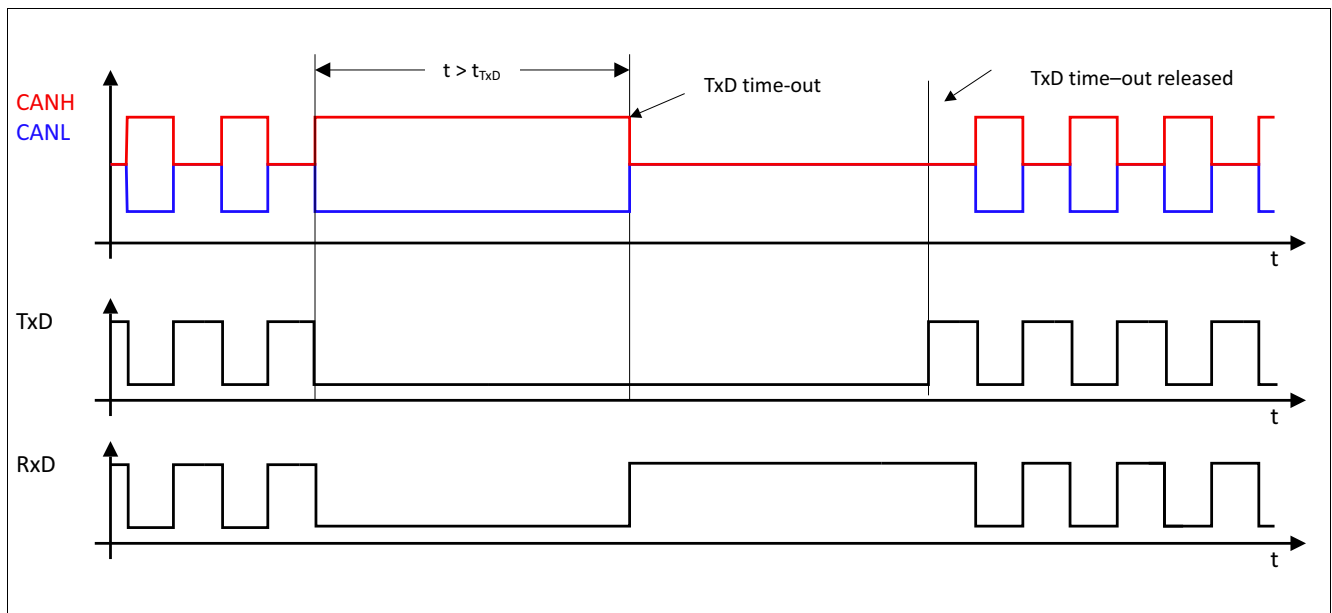 t > tTxD
TxD time-out
TxD time–out released
CANH
CANL
t
TxD
t
RxD
t